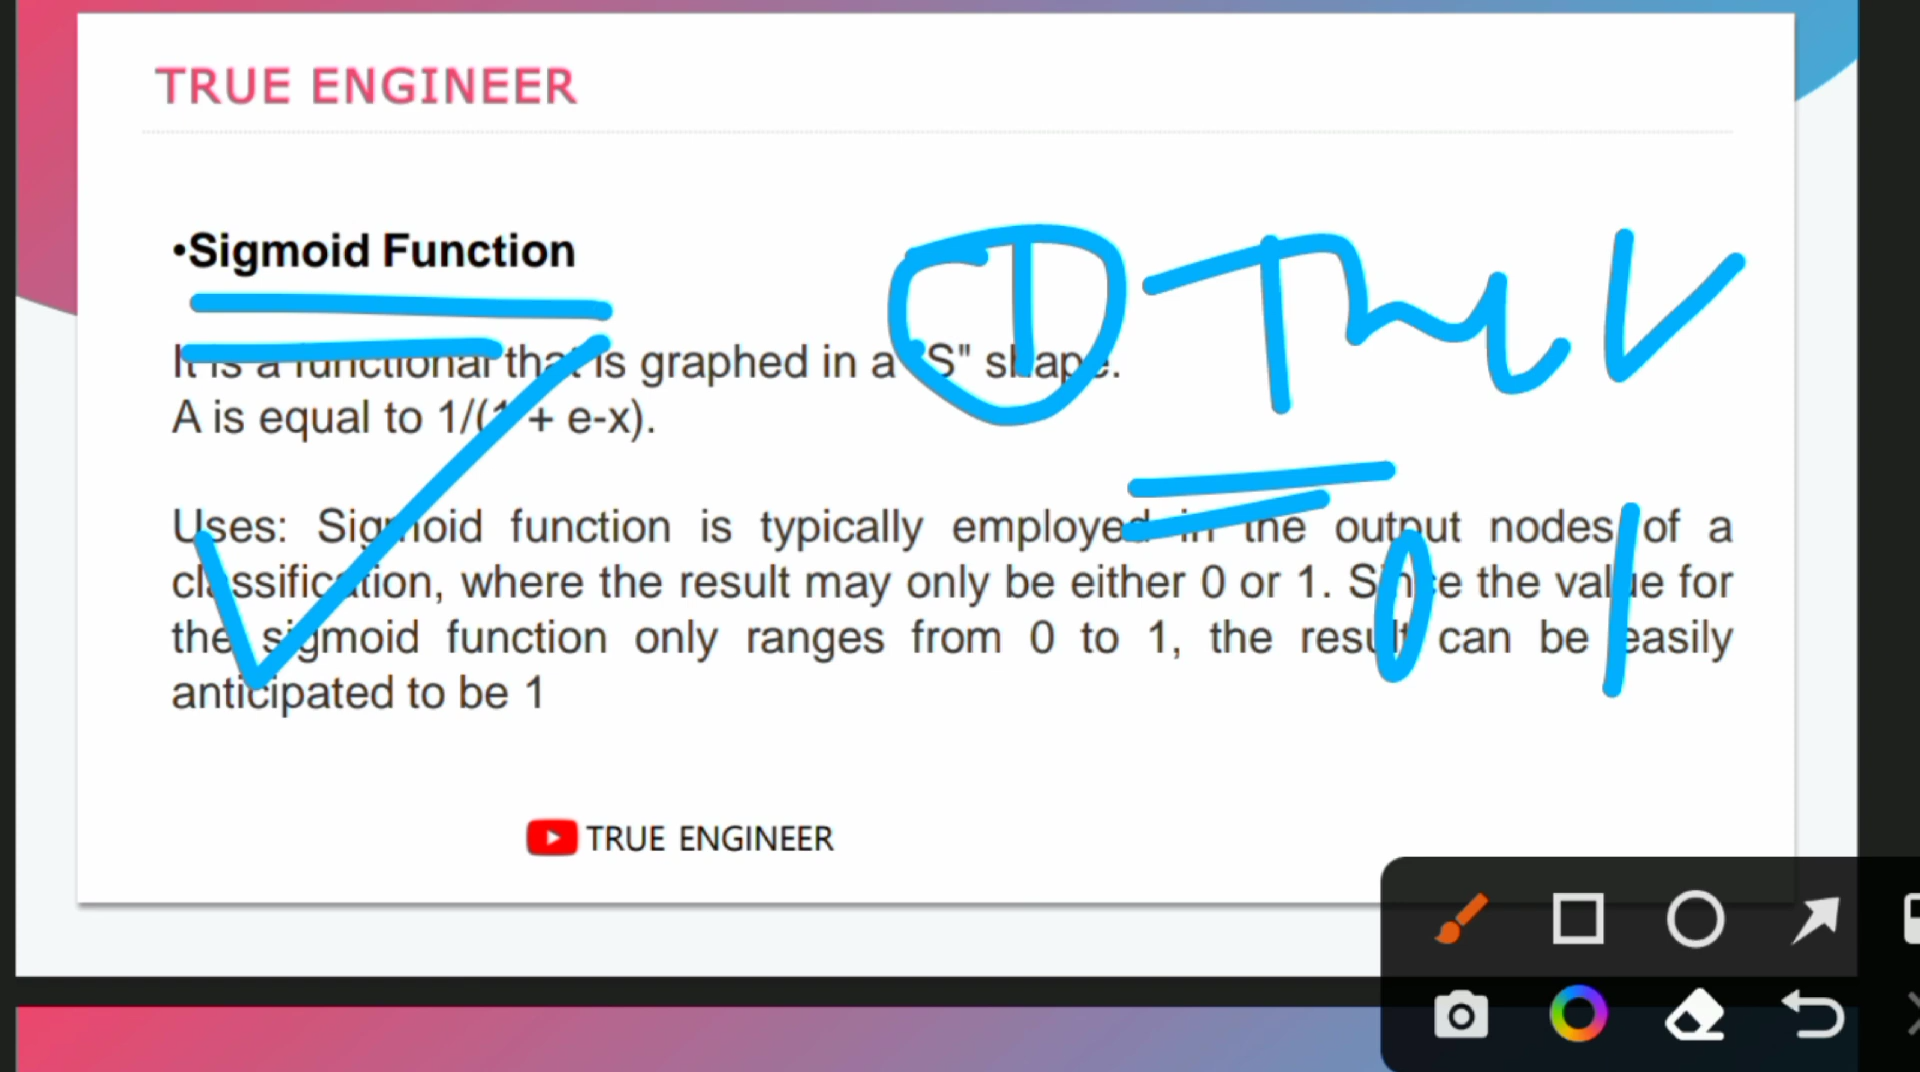 TRUE ENGINEER
•Sigmoid Function
It is a functional that is graphed in a "S" shape.
A is equal to 1/(1 + e-x).
Uses: Sigmoid function is typically employed in the output nodes of a
classification, where the result may only be either 0 or 1. Since the value for
the sigmoid function only ranges from 0 to 1, the result can be easily
anticipated to be 1
0 1
TRUE ENGINEER